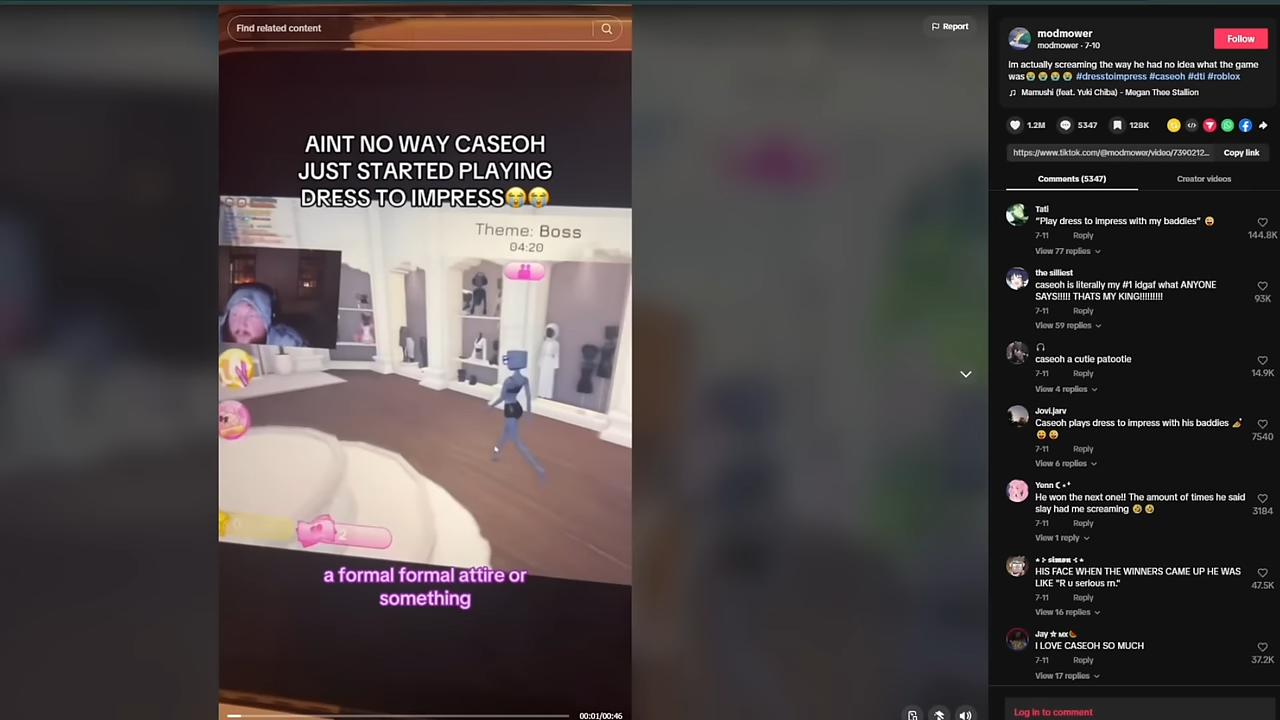 Find related content
Report
AINT NO WAY CASEOH
JUST STARTED PLAYING
DRESS TO IMPRESS😭😭
Theme: Boss
04:20
2
a formal formal attire or
something
00:01/00:46
modmower
modmower · 7-10
Follow
Im actually screaming the way he had no idea what the game
was😭😭😭😭 #dresstoimpress #caseoh #dti #roblox
Mamushi (feat. Yuki Chiba) - Megan Thee Stallion
1.2M
5347
128K
https://www.tiktok.com/@modmower/video/7390212...
Copy link
Comments (5347)
Creator videos
Tati
"Play dress to impress with my baddies" 😝
7-11 Reply
144.8K
View 77 replies
the silliest
caseoh is literally my #1 idgaf what ANYONE
SAYS!!!!! THATS MY KING!!!!!!!!!
7-11 Reply
93K
View 59 replies
caseoh a cutie patootie
7-11 Reply
14.9K
View 4 replies
Jovi.jarv
Caseoh plays dress to impress with his baddies 💅
😝😝
7-11 Reply
7540
View 6 replies
Yenn ☾⋆⁺
He won the next one!! The amount of times he said
slay had me screaming 🤣🤣
7-11 Reply
3184
View 1 reply
simon
HIS FACE WHEN THE WINNERS CAME UP HE WAS
LIKE "R u serious rn."
7-11 Reply
47.5K
View 16 replies
Jay ☆ ᴍx🍉
I LOVE CASEOH SO MUCH
7-11 Reply
37.2K
View 17 replies
Log in to comment